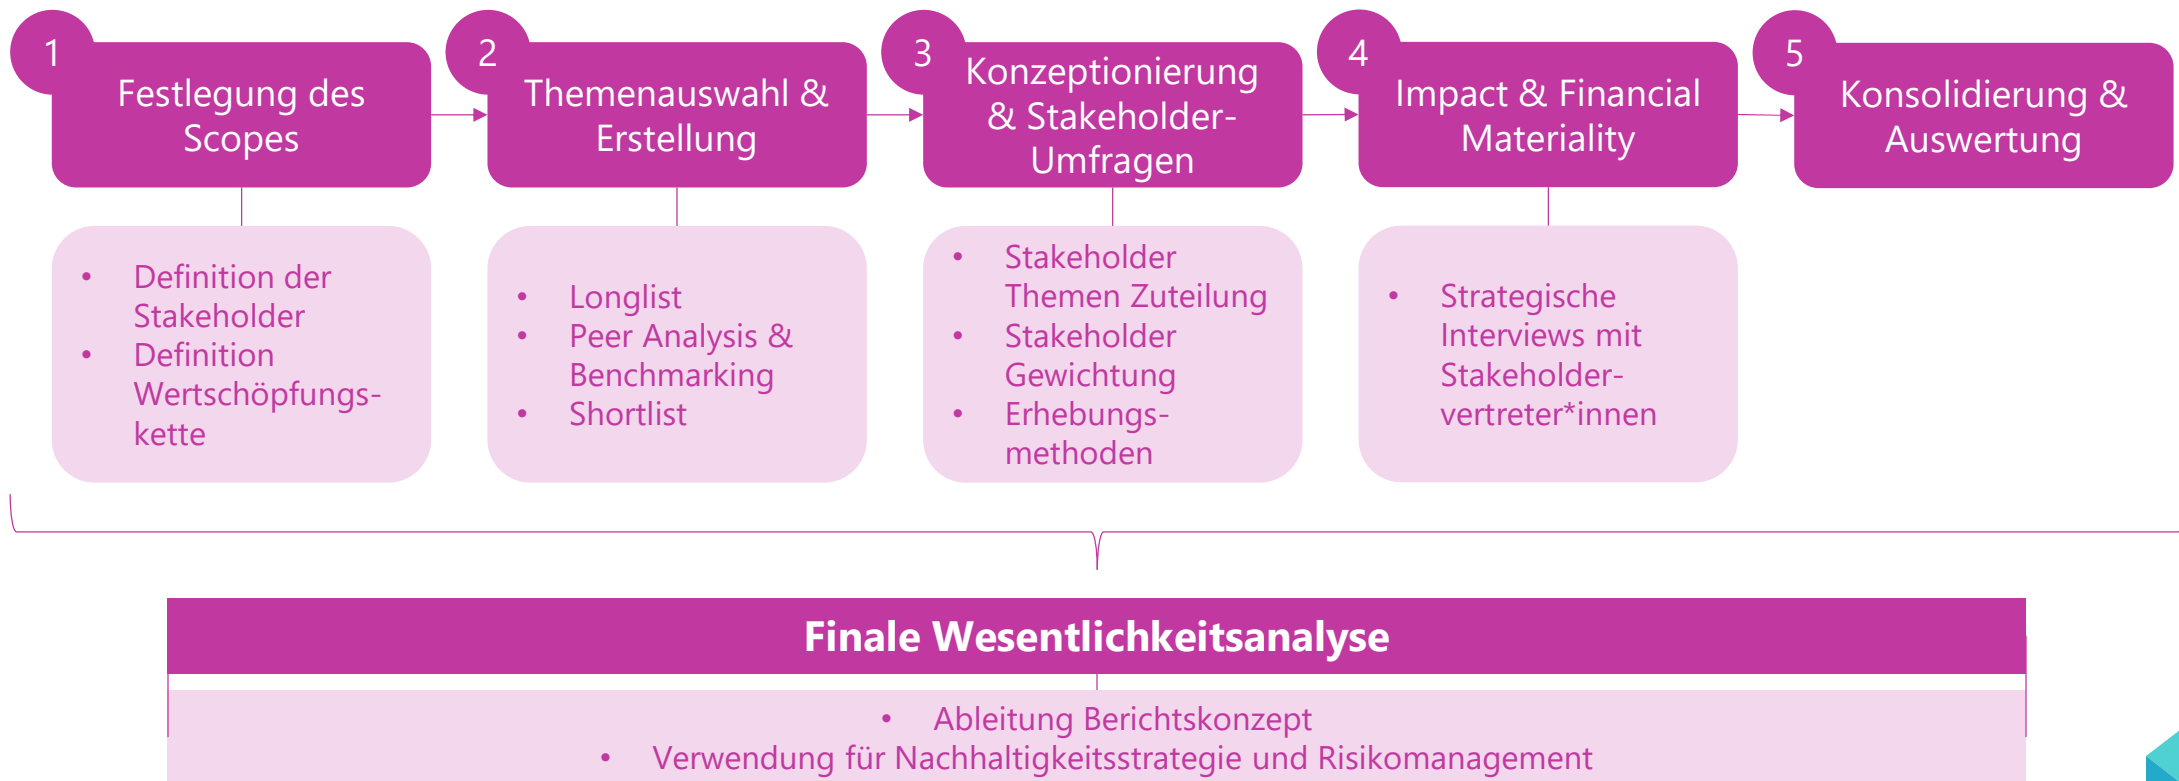 1
Festlegung des
Scopes
2
Themenauswahl &
Erstellung
3
Konzeptionierung
& Stakeholder-
Umfragen
4
Impact & Financial
Materiality
5
Konsolidierung &
Auswertung
• Definition der
Stakeholder
• Definition
Wertschöpfungs-
kette
• Longlist
• Peer Analysis &
Benchmarking
• Shortlist
• Stakeholder
Themen Zuteilung
• Stakeholder
Gewichtung
• Erhebungs-
methoden
• Strategische
Interviews mit
Stakeholder-
vertreter*innen
Finale Wesentlichkeitsanalyse
• Ableitung Berichtskonzept
• Verwendung für Nachhaltigkeitsstrategie und Risikomanagement